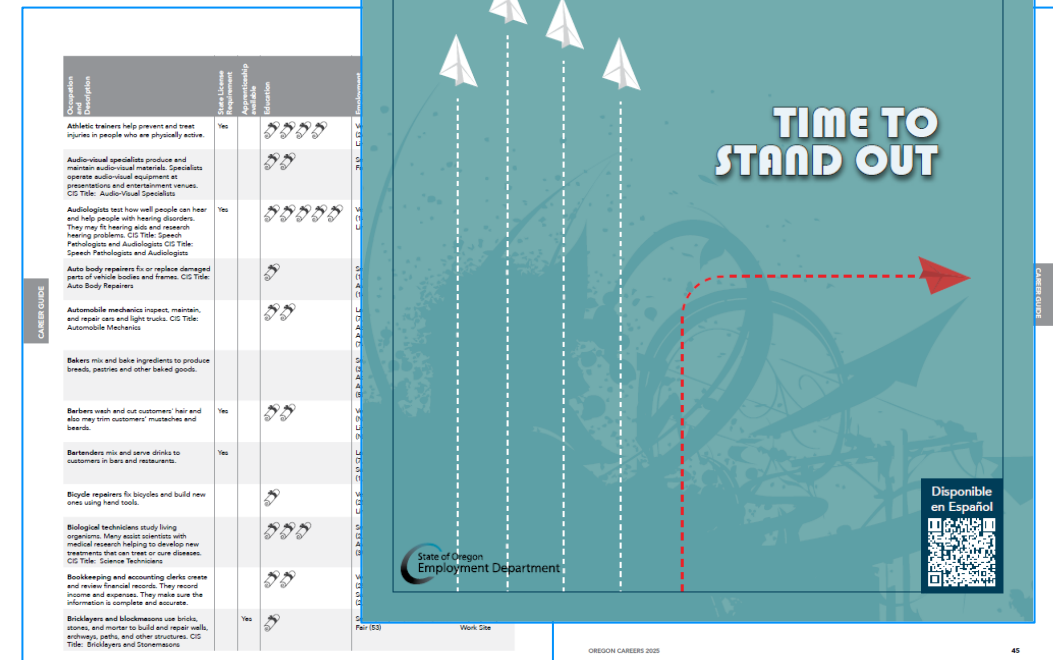 Occupation
and
Description
State License
Requirement
Apprenticeship
available
Education
Employment
Athletic trainers help prevent and treat
injuries in people who are physically active.
Yes
Audio-visual specialists produce and
maintain audio-visual materials. Specialists
operate audio-visual equipment at
presentations and entertainment venues.
CIS Title: Audio-Visual Specialists
Audiologists test how well people can hear
and help people with hearing disorders.
They may fit hearing aids and research
hearing problems. CIS Title: Speech
Pathologists and Audiologists CIS Title:
Speech Pathologists and Audiologists
Yes
Auto body repairers fix or replace damaged
parts of vehicle bodies and frames. CIS Title:
Auto Body Repairers
Automobile mechanics inspect, maintain,
and repair cars and light trucks. CIS Title:
Automobile Mechanics
Bakers mix and bake ingredients to produce
breads, pastries and other baked goods.
Barbers wash and cut customers' hair and
also may trim customers' mustaches and
beards.
Yes
Bartenders mix and serve drinks to
customers in bars and restaurants.
Yes
Bicycle repairers fix bicycles and build new
ones using hand tools.
Biological technicians study living
organisms. Many assist scientists with
medical research helping to develop new
treatments that can treat or cure diseases.
CIS Title: Science Technicians
Bookkeeping and accounting clerks create
and review financial records. They record
income and expenses. They make sure the
information is complete and accurate.
Bricklayers and blockmasons use bricks,
stones, and mortar to build and repair walls,
archways, paths, and other structures. CIS
Title: Bricklayers and Stonemasons
Yes
Fair (53)
Work Site
CAREER GUIDE
TIME TO
STAND OUT
Disponible
en Español
State of Oregon
Employment Department
CAREER GUIDE
OREGON CAREERS 2025
45